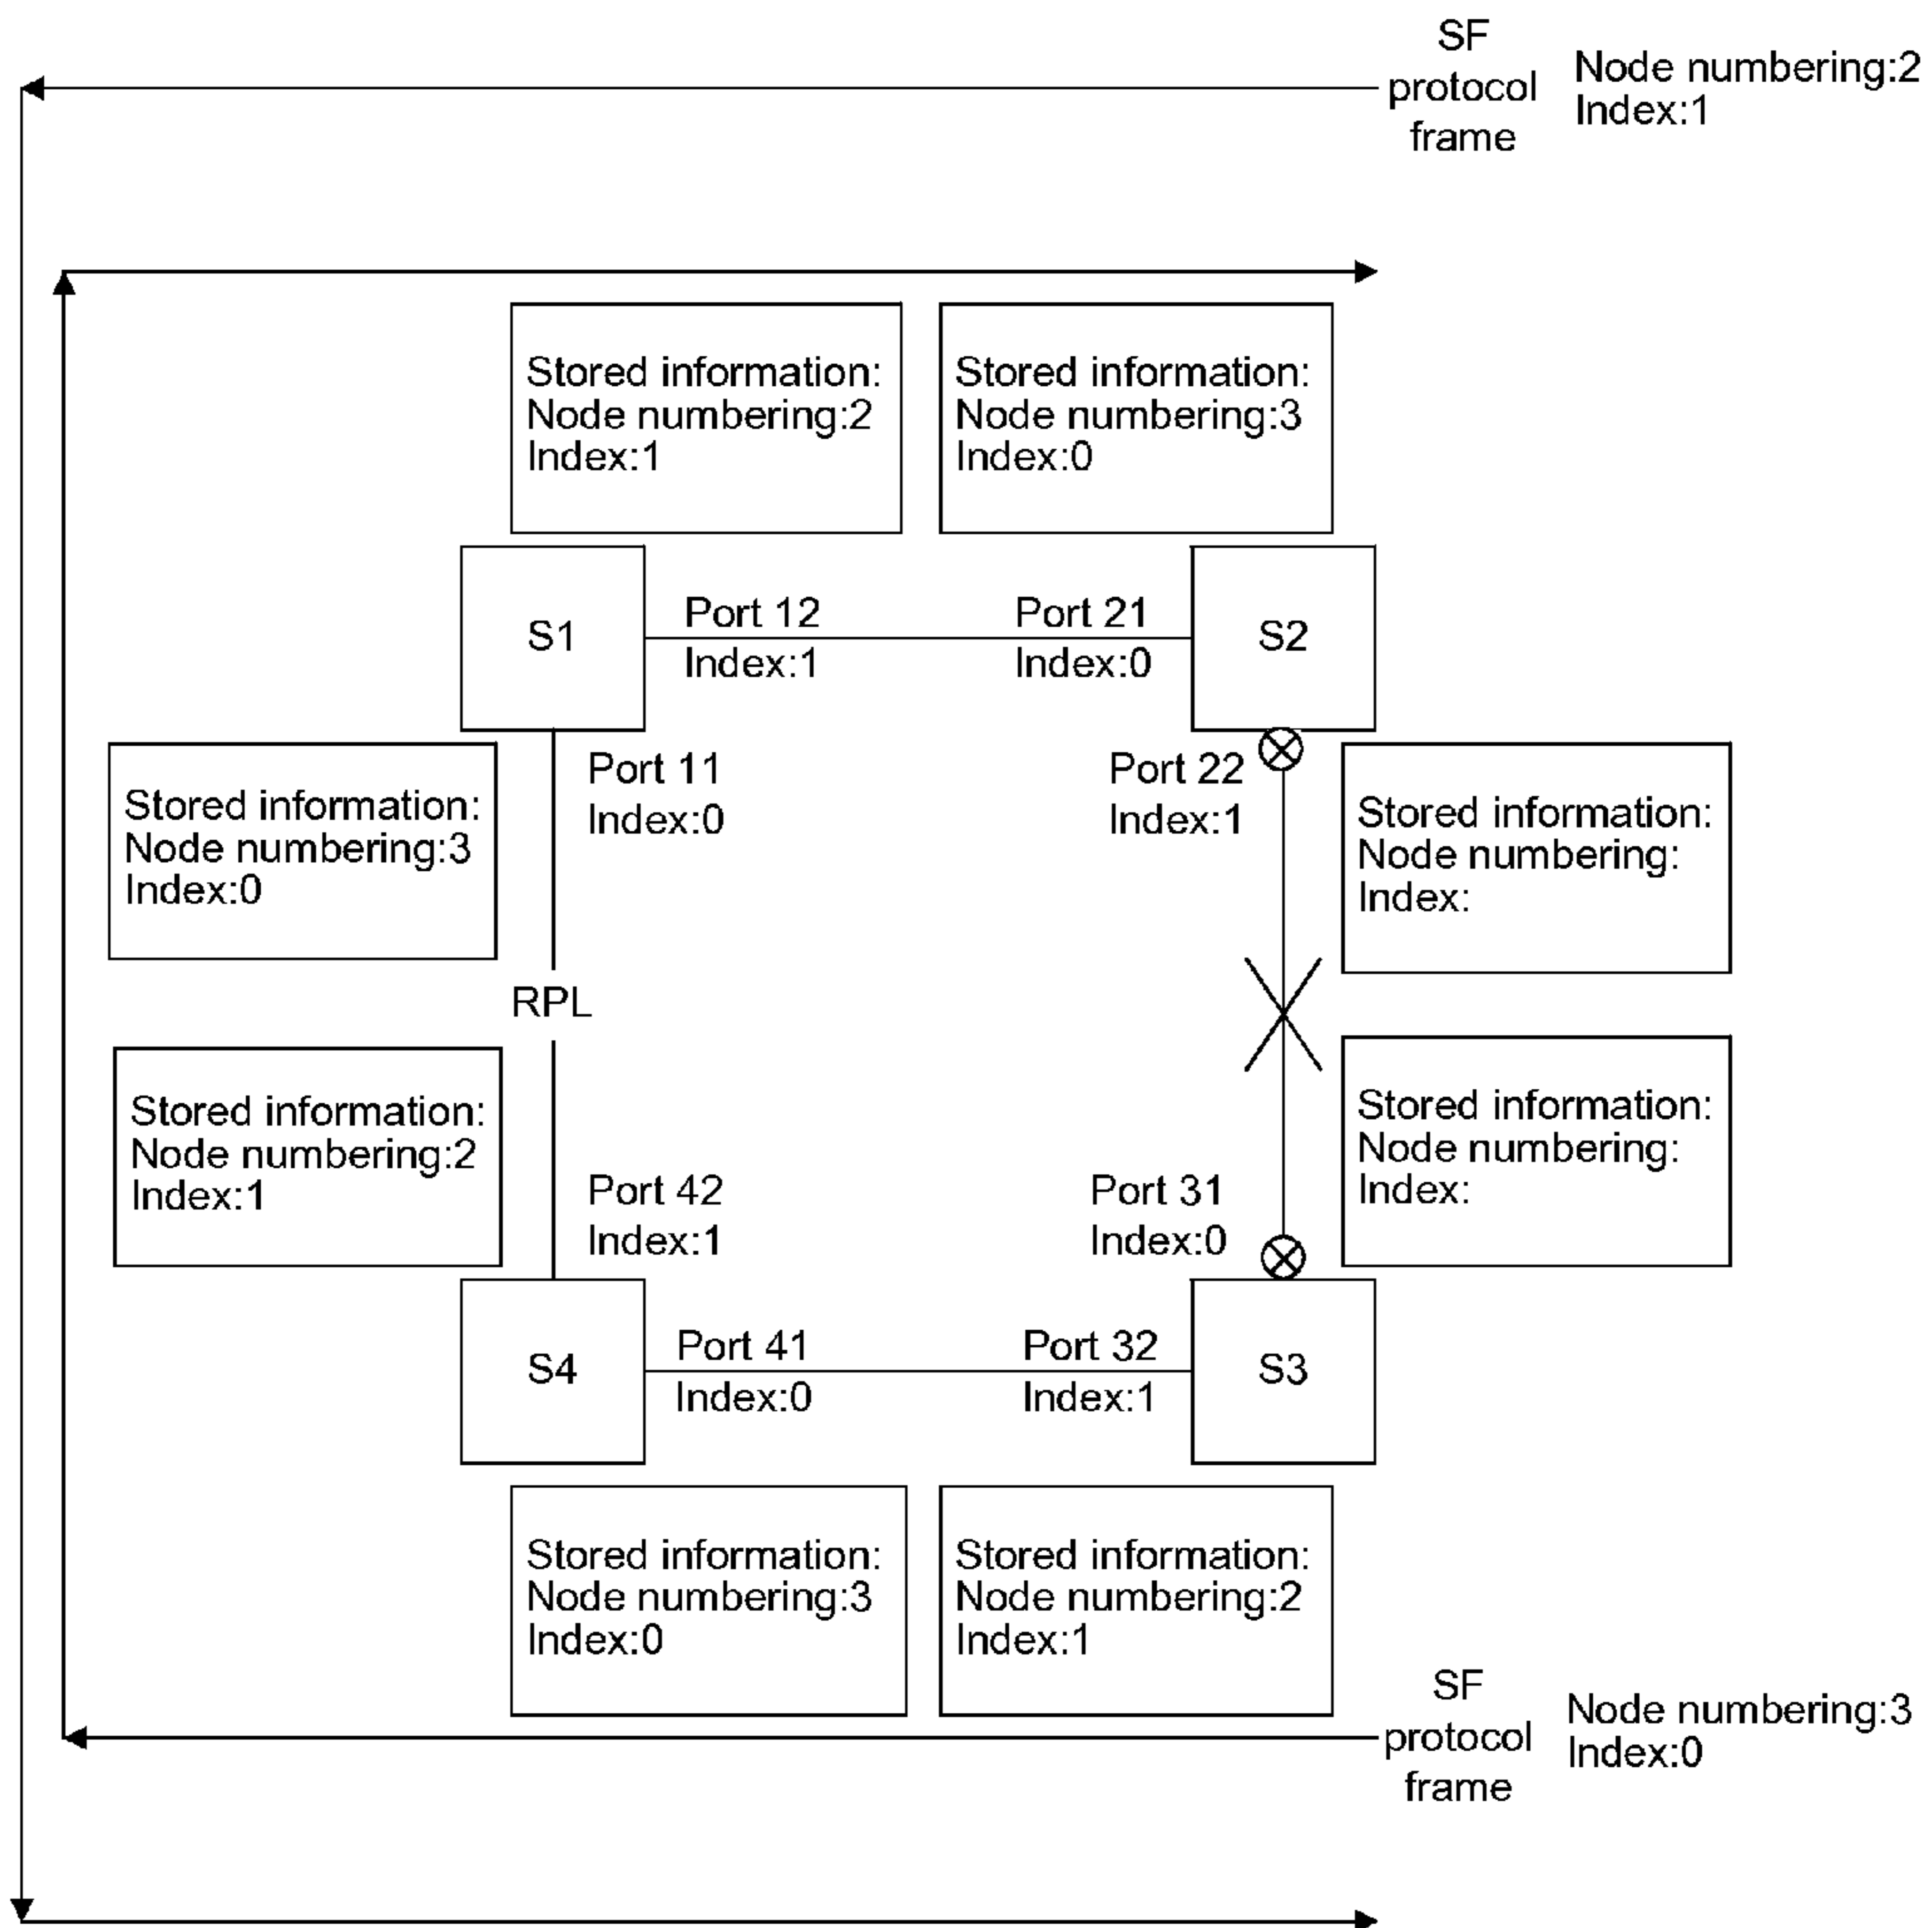 SF
protocol
frame
Node numbering:2
Index:1
Stored information:
Node numbering:2
Index:1
Stored information:
Node numbering:3
Index:0
S1
Port 12
Index:1
Port 21
Index:0
S2
Port 11
Index:0
Port 22
Index:1
Stored information:
Node numbering:3
Index:0
Stored information:
Node numbering:
Index:
RPL
Stored information:
Node numbering:2
Index:1
Stored information:
Node numbering:
Index:
Port 42
Index:1
Port 31
Index:0
S4
Port 41
Index:0
Port 32
Index:1
S3
Stored information:
Node numbering:3
Index:0
Stored information:
Node numbering:2
Index:1
SF
protocol
frame
Node numbering:3
Index:0